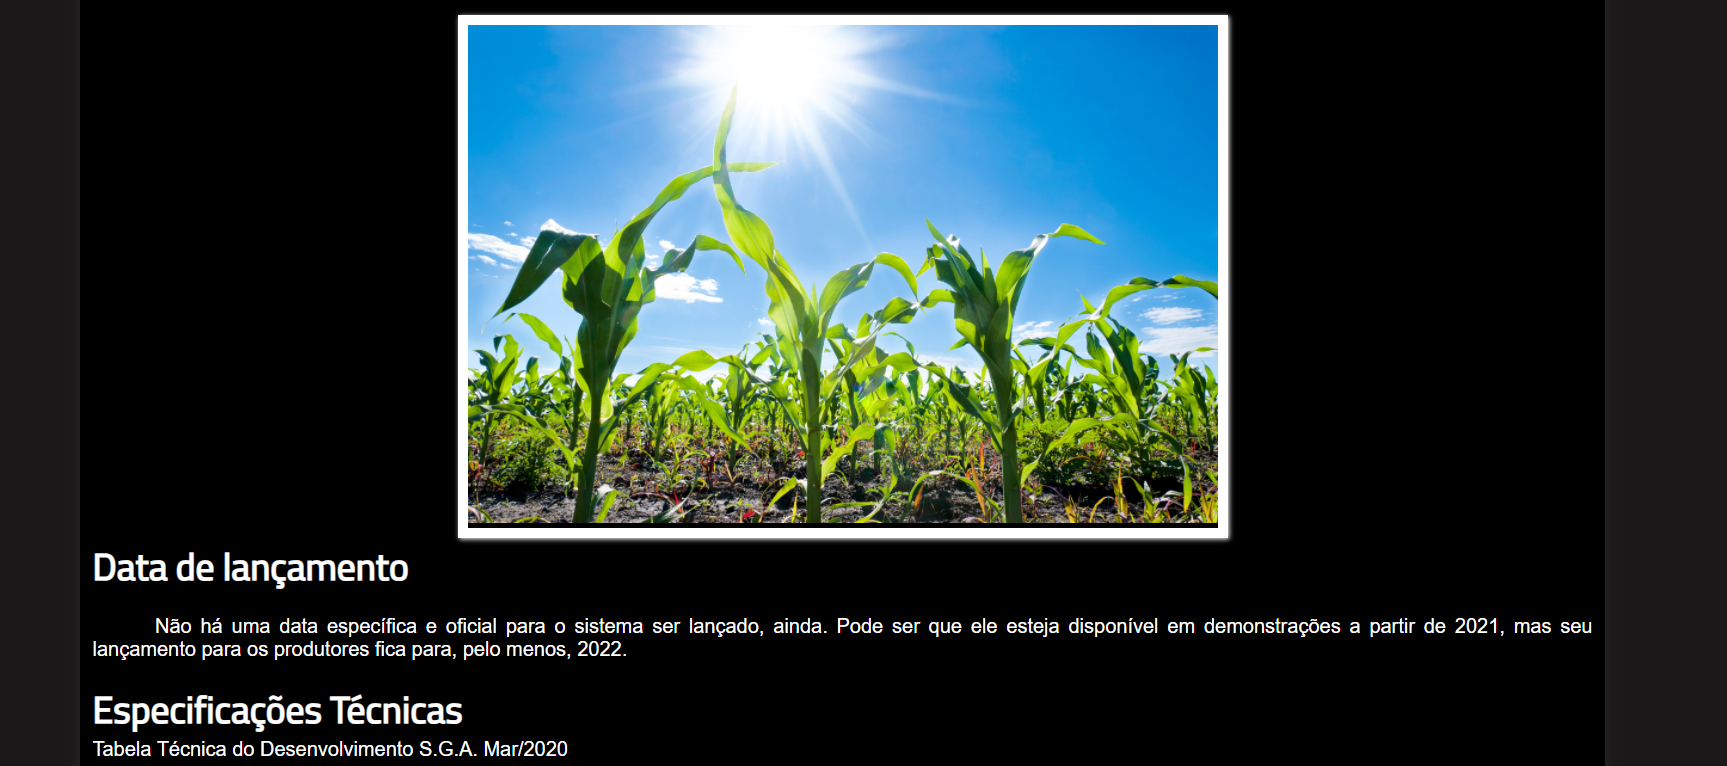 Data de lançamento
Não há uma data específica e oficial para o sistema ser lançado, ainda. Pode ser que ele esteja disponível em demonstrações a partir de 2021, mas seu
lançamento para os produtores fica para, pelo menos, 2022.
Especificações Técnicas
Tabela Técnica do Desenvolvimento S.G.A. Mar/2020